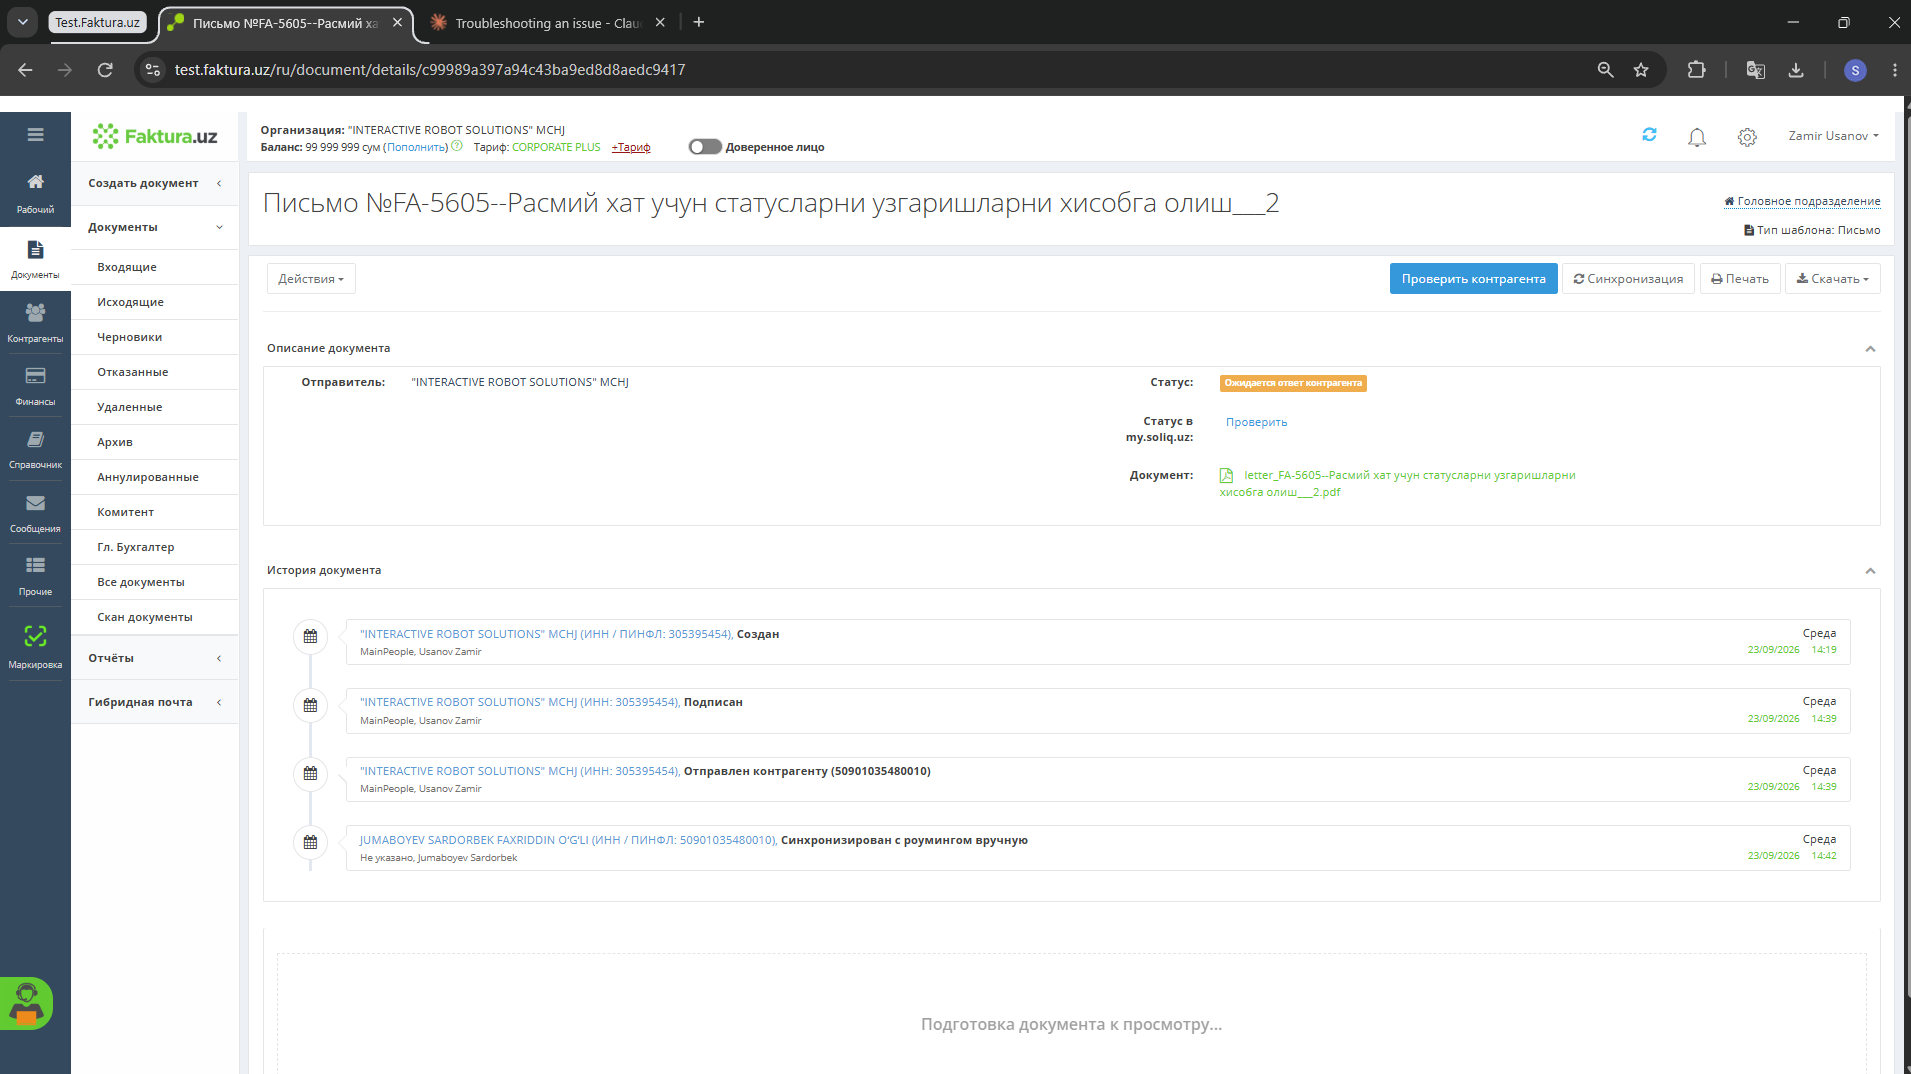 Test.Faktura.uz
Письмо №FA-5605--Расмий ха
Troubleshooting an issue - Clau
test.faktura.uz/ru/document/details/c99989a397a94c43ba9ed8d8aedc9417
S
Faktura.uz
Организация: "INTERACTIVE ROBOT SOLUTIONS" MCHJ
Баланс: 99 999 999 сум (Пополнить) ? Тариф: CORPORATE PLUS +Тариф
Доверенное лицо
Zamir Usanov
Рабочий
Документы
Контрагенты
Финансы
Справочник
Сообщения
Прочие
Маркировка
Создать документ
Документы
Входящие
Исходящие
Черновики
Отказанные
Удаленные
Архив
Аннулированные
Комитент
Гл. Бухгалтер
Все документы
Скан документы
Отчёты
Гибридная почта
Письмо №FA-5605--Расмий хат учун статусларни узгаришларни хисобга олиш___2
Головное подразделение
Тип шаблона: Письмо
Действия
Проверить контрагента
Синхронизация
Печать
Скачать
Описание документа
Отправитель: "INTERACTIVE ROBOT SOLUTIONS" MCHJ
Статус: Ожидается ответ контрагента
Статус в my.soliq.uz: Проверить
Документ: letter_FA-5605--Расмий хат учун статусларни узгаришларни
хисобга олиш___2.pdf
История документа
"INTERACTIVE ROBOT SOLUTIONS" MCHJ (ИНН / ПИНФЛ: 305395454), Создан
MainPeople, Usanov Zamir
Среда
23/09/2026 14:19
"INTERACTIVE ROBOT SOLUTIONS" MCHJ (ИНН: 305395454), Подписан
MainPeople, Usanov Zamir
Среда
23/09/2026 14:39
"INTERACTIVE ROBOT SOLUTIONS" MCHJ (ИНН: 305395454), Отправлен контрагенту (50901035480010)
MainPeople, Usanov Zamir
Среда
23/09/2026 14:39
JUMABOYEV SARDORBEK FAXRIDDIN O‘G‘LI (ИНН / ПИНФЛ: 50901035480010), Синхронизирован с роумингом вручную
Не указано, Jumaboyev Sardorbek
Среда
23/09/2026 14:42
Подготовка документа к просмотру...